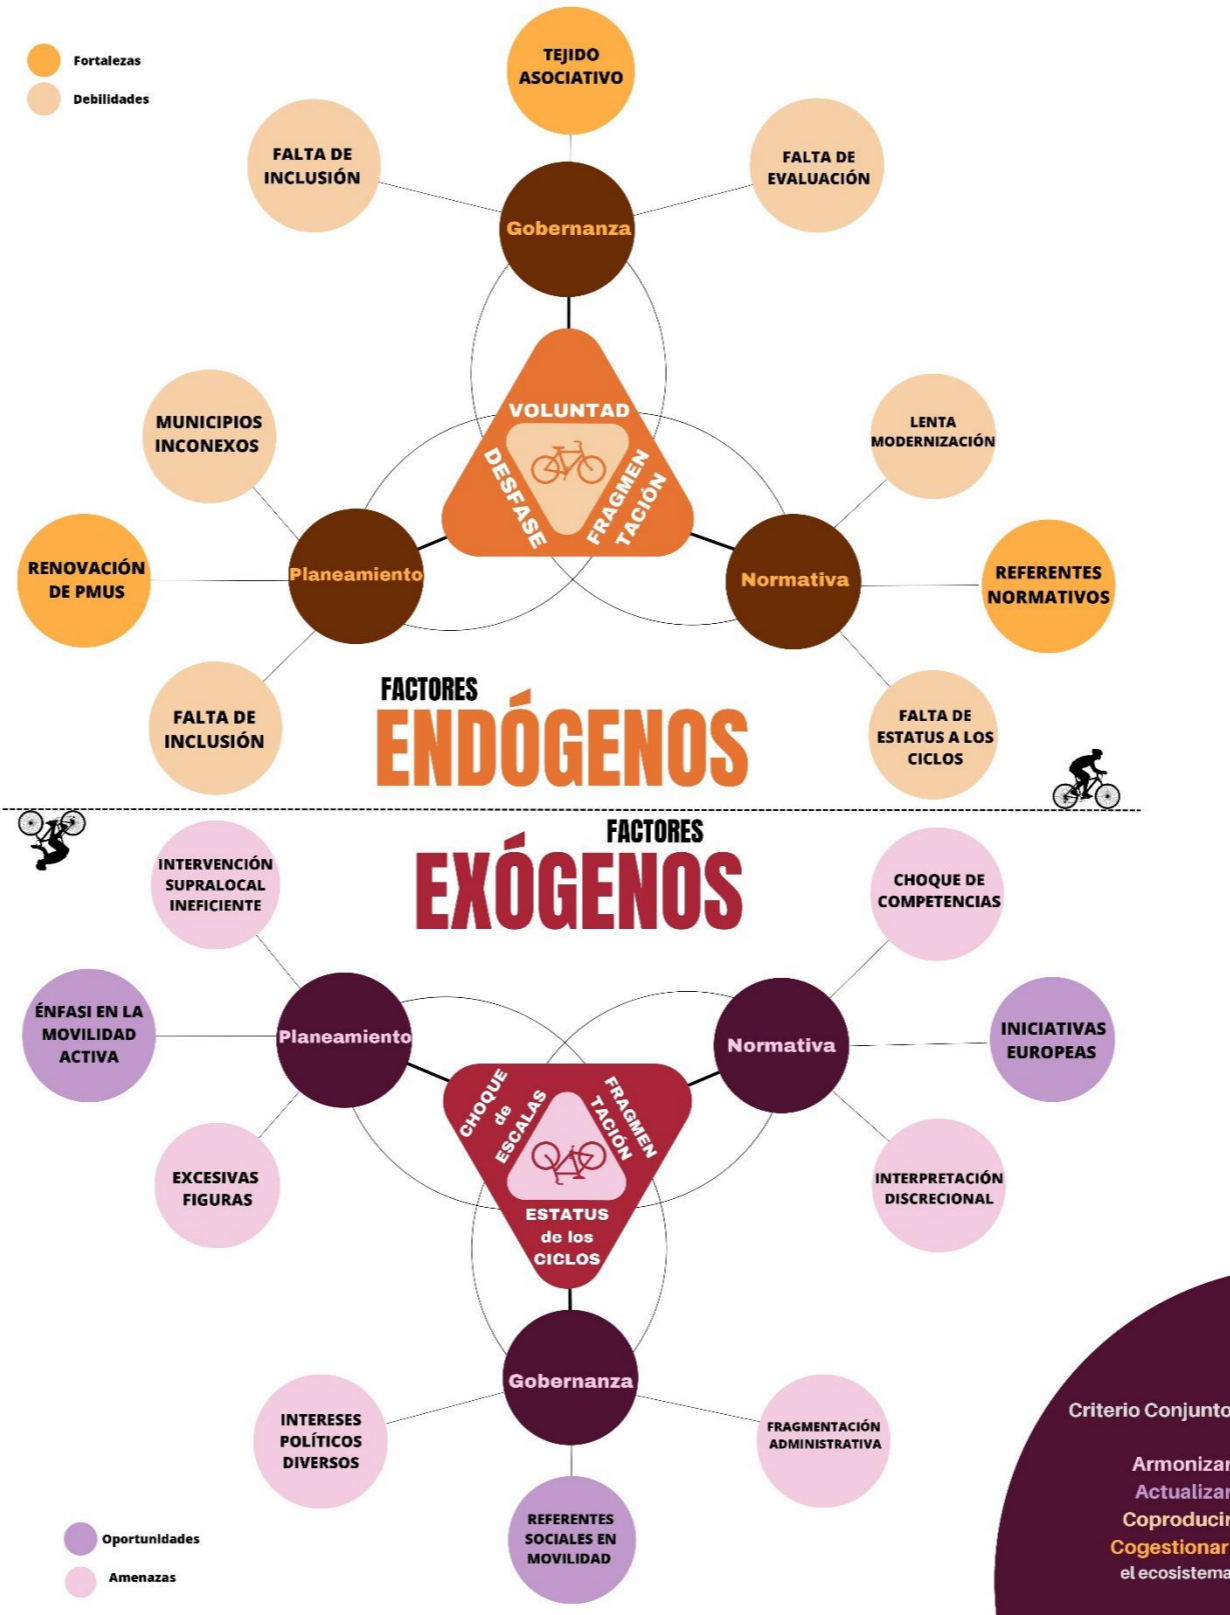 Fortalezas
Debilidades
TEJIDO
ASOCIATIVO
FALTA DE
INCLUSIÓN
FALTA DE
EVALUACIÓN
Gobernanza
VOLUNTAD
DESFASE
FRAGMEN
TACIÓN
MUNICIPIOS
INCONEXOS
LENTA
MODERNIZACIÓN
RENOVACIÓN
DE PMUS
Planeamiento
Normativa
REFERENTES
NORMATIVOS
FALTA DE
INCLUSIÓN
FALTA DE
ESTATUS A LOS
CICLOS
FACTORES
ENDÓGENOS
FACTORES
EXÓGENOS
INTERVENCIÓN
SUPRALOCAL
INEFICIENTE
CHOQUE DE
COMPETENCIAS
ÉNFASI EN LA
MOVILIDAD
ACTIVA
Planeamiento
Normativa
INICIATIVAS
EUROPEAS
CHOQUE
de
ESCALAS
FRAGMEN
TACIÓN
ESTATUS
de los
CICLOS
EXCESIVAS
FIGURAS
INTERPRETACIÓN
DISCRECIONAL
Gobernanza
INTERESES
POLÍTICOS
DIVERSOS
FRAGMENTACIÓN
ADMINISTRATIVA
REFERENTES
SOCIALES EN
MOVILIDAD
Oportunidades
Amenazas
Criterio Conjunto
Armonizar
Actualizar
Coproducir
Cogestionar
el ecosistema